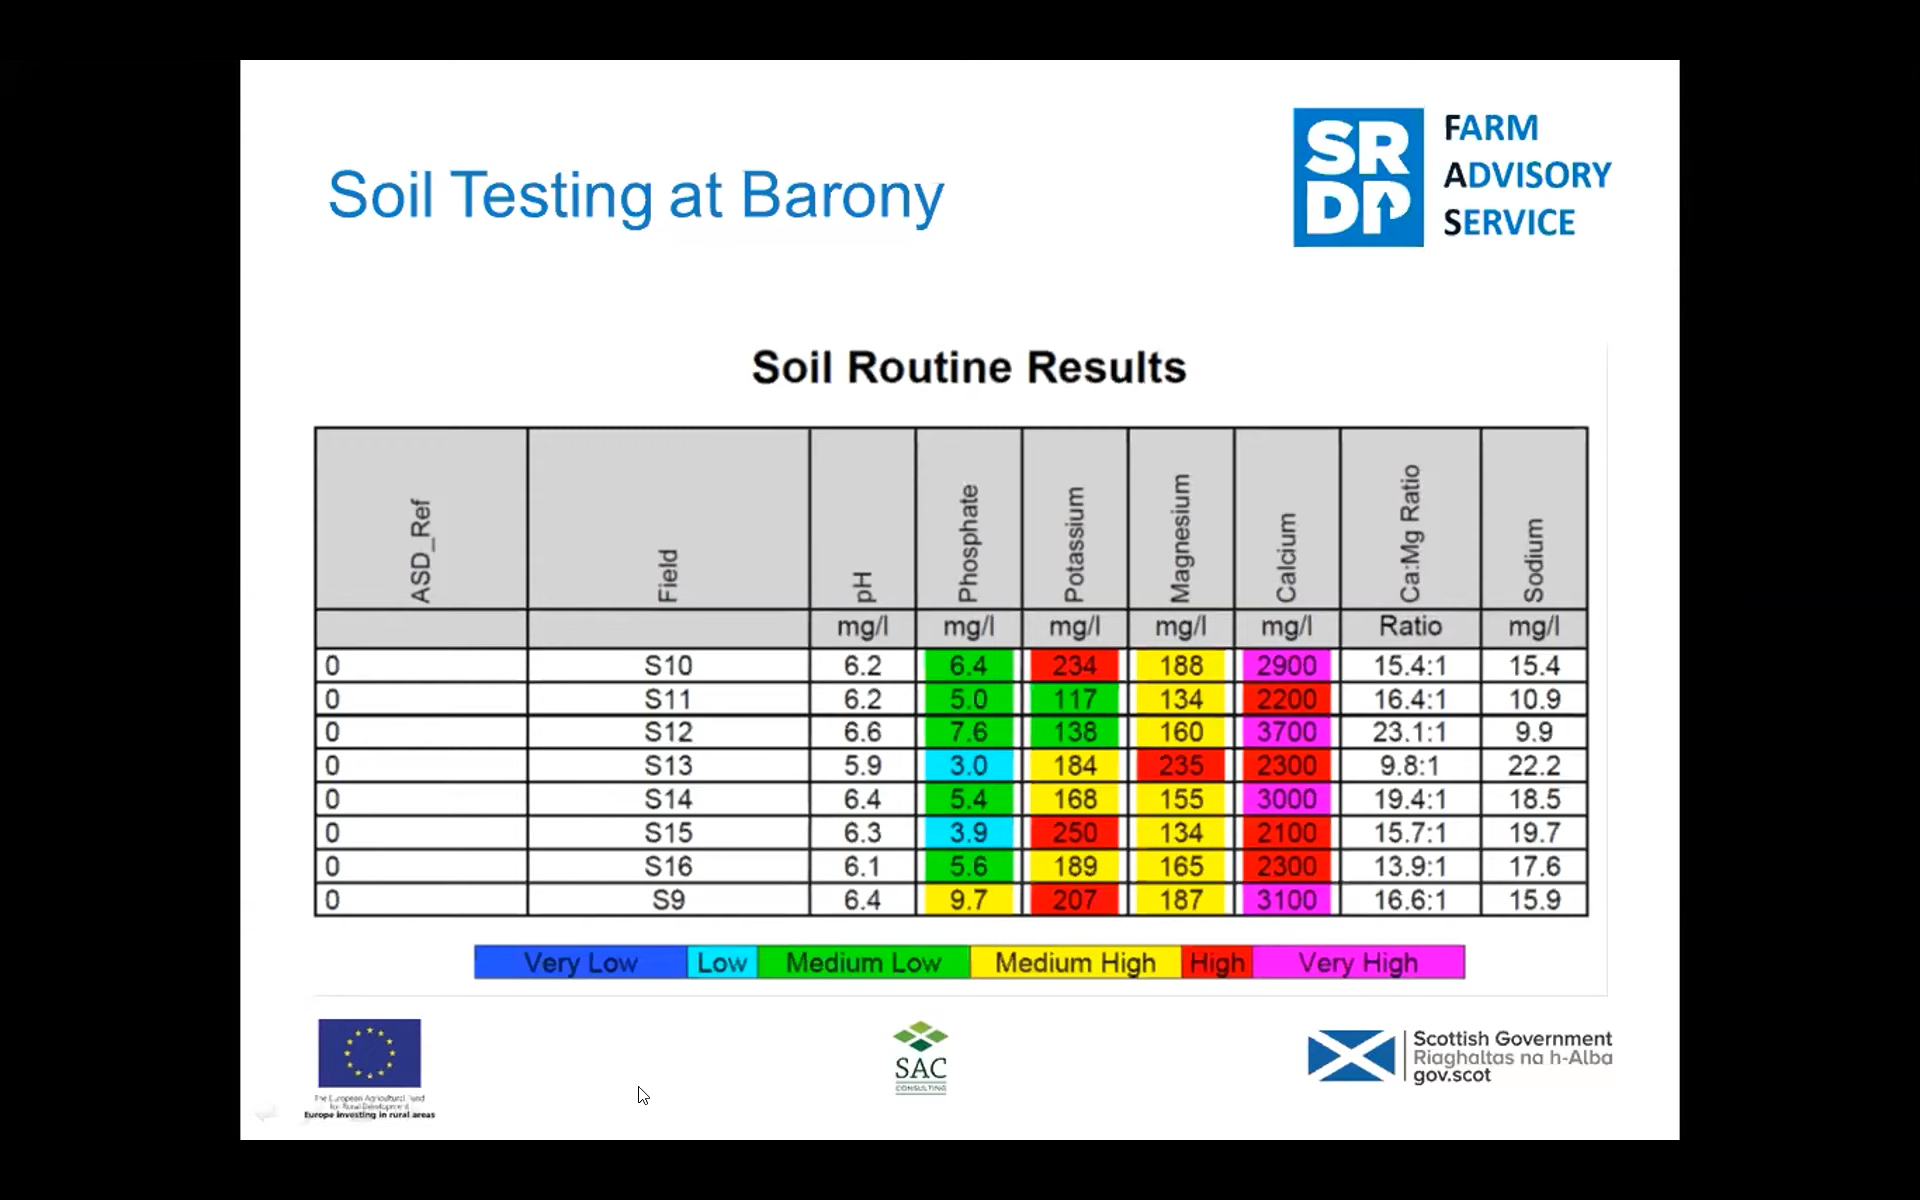 Soil Testing at Barony
SRDP
FARM
ADVISORY
SERVICE
Soil Routine Results
ASD_Ref Field pH Phosphate Potassium Magnesium Calcium Ca:Mg Ratio Sodium
mg/l mg/l mg/l mg/l mg/l Ratio mg/l
0 S10 6.2 6.4 234 188 2900 15.4:1 15.4
0 S11 6.2 5.0 117 134 2200 16.4:1 10.9
0 S12 6.6 7.6 138 160 3700 23.1:1 9.9
0 S13 5.9 3.0 184 235 2300 9.8:1 22.2
0 S14 6.4 5.4 168 155 3000 19.4:1 18.5
0 S15 6.3 3.9 250 134 2100 15.7:1 19.7
0 S16 6.1 5.6 189 165 2300 13.9:1 17.6
0 S9 6.4 9.7 207 187 3100 16.6:1 15.9
Very Low Low Medium Low Medium High High Very High
The European Agricultural Fund
for Rural Development
Europe investing in rural areas
SAC
CONSULTING
Scottish Government
Riaghaltas na h-Alba
gov.scot